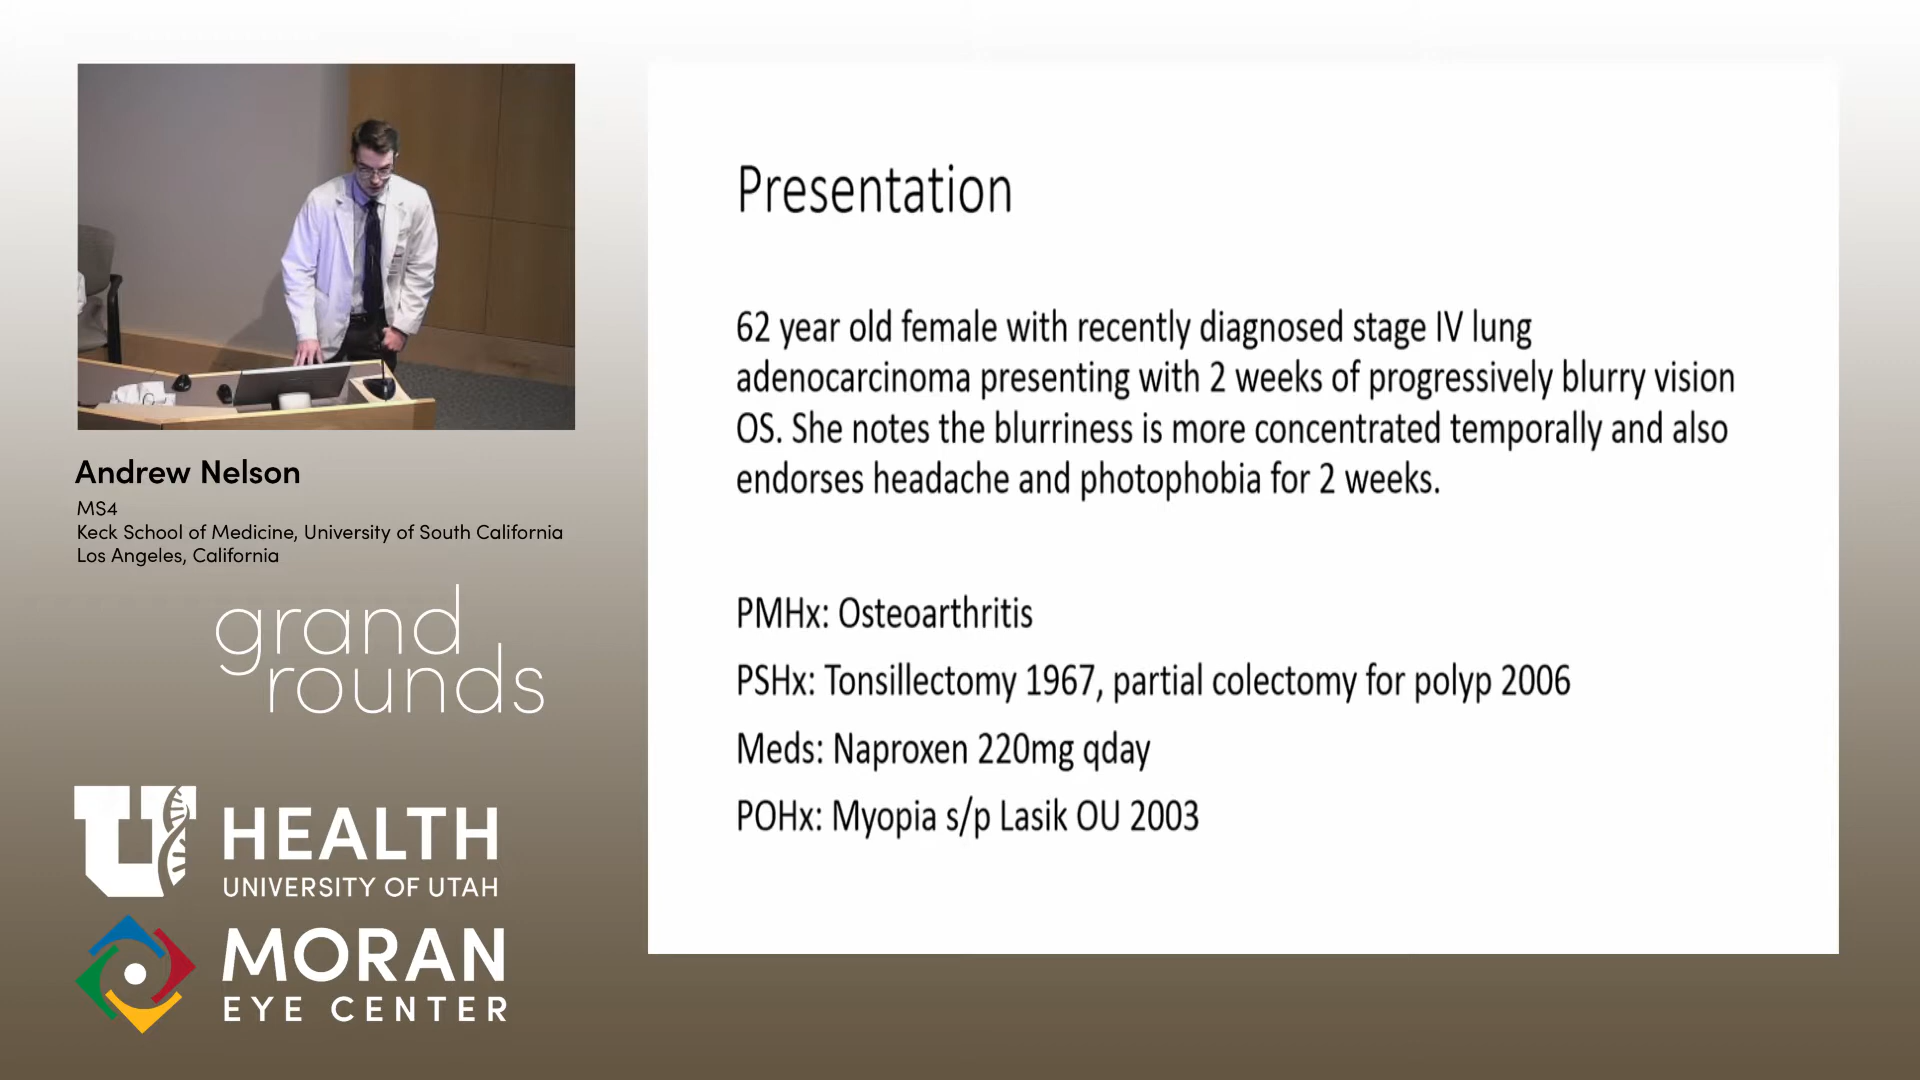 Presentation
62 year old female with recently diagnosed stage IV lung
adenocarcinoma presenting with 2 weeks of progressively blurry vision
OS. She notes the blurriness is more concentrated temporally and also
endorses headache and photophobia for 2 weeks.
PMHx: Osteoarthritis
PSHx: Tonsillectomy 1967, partial colectomy for polyp 2006
Meds: Naproxen 220mg qday
POHx: Myopia s/p Lasik OU 2003
Andrew Nelson
MS4
Keck School of Medicine, University of South California
Los Angeles, California
grand
rounds
U HEALTH
UNIVERSITY OF UTAH
MORAN
EYE CENTER